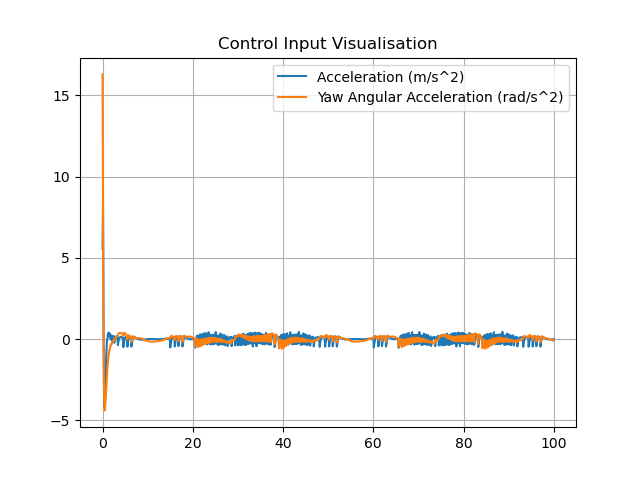 Control Input Visualisation
Acceleration (m/s^2)
Yaw Angular Acceleration (rad/s^2)
15
10
5
0
−5
0 20 40 60 80 100